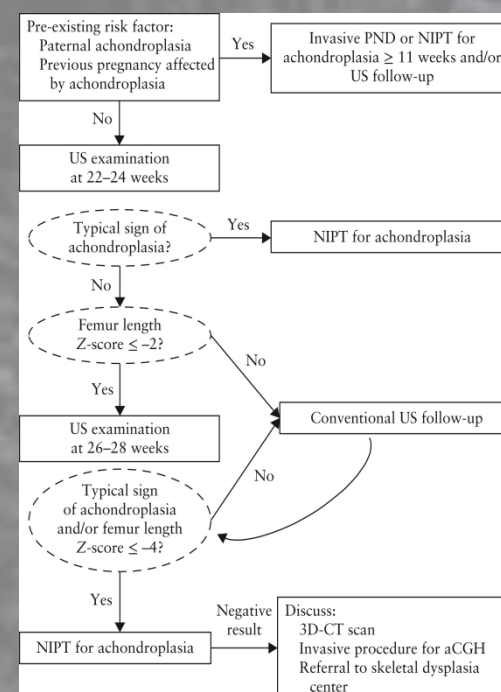 Pre-existing risk factor:
Paternal achondroplasia
Previous pregnancy affected
by achondroplasia
Yes
Invasive PND or NIPT for
achondroplasia ≥ 11 weeks and/or
US follow-up
No
US examination
at 22–24 weeks
Typical sign of
achondroplasia?
Yes
NIPT for achondroplasia
No
Femur length
Z-score ≤ –2?
No
Yes
US examination
at 26–28 weeks
Conventional US follow-up
No
Typical sign
of achondroplasia
and/or femur length
Z-score ≤ –4?
Yes
NIPT for achondroplasia
Negative
result
Discuss:
3D-CT scan
Invasive procedure for aCGH
Referral to skeletal dysplasia
center